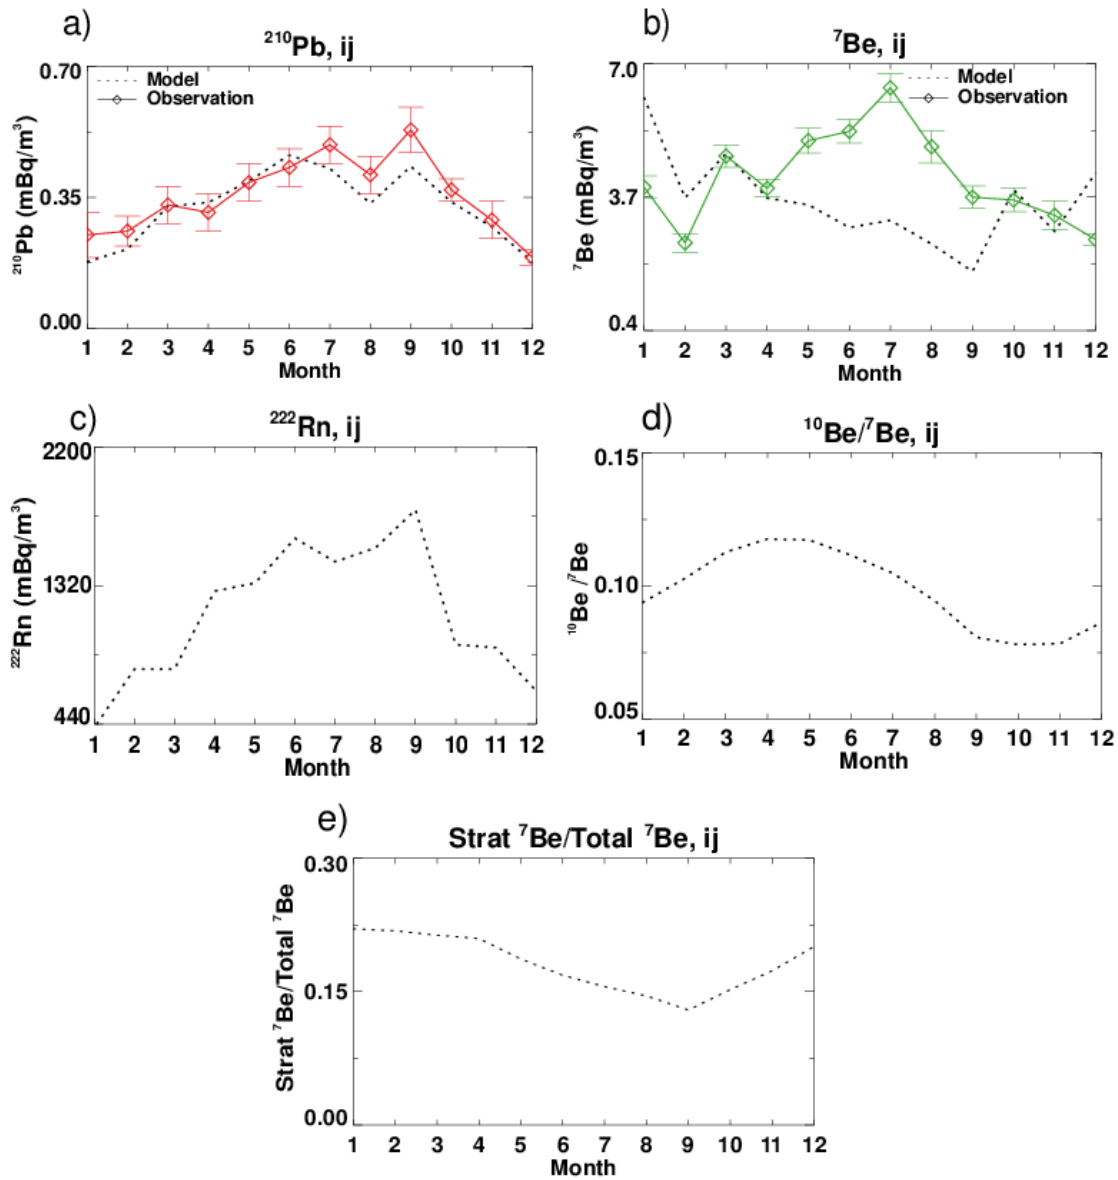 a)
²¹⁰Pb, ij
0.70
Model
Observation
²¹⁰Pb (mBq/m³)
0.35
0.00
1 2 3 4 5 6 7 8 9 10 11 12
Month
b)
⁷Be, ij
7.0
Model
Observation
⁷Be (mBq/m³)
3.7
0.4
1 2 3 4 5 6 7 8 9 10 11 12
Month
c)
²²²Rn, ij
2200
²²²Rn (mBq/m³)
1320
440
1 2 3 4 5 6 7 8 9 10 11 12
Month
d)
¹⁰Be/⁷Be, ij
0.15
¹⁰Be /⁷Be
0.10
0.05
1 2 3 4 5 6 7 8 9 10 11 12
Month
e)
Strat ⁷Be/Total ⁷Be, ij
0.30
Strat ⁷Be/Total ⁷Be
0.15
0.00
1 2 3 4 5 6 7 8 9 10 11 12
Month